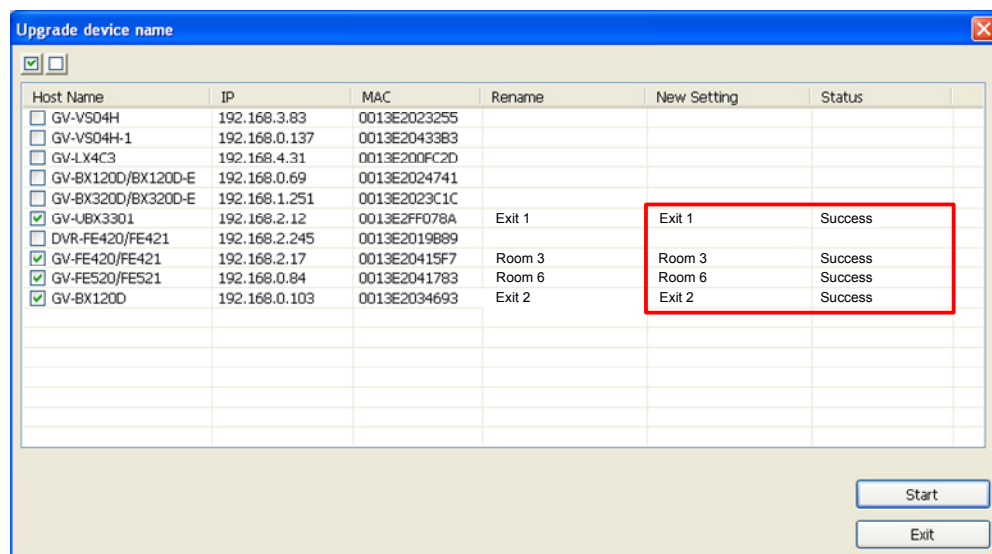 Upgrade device name
Host Name IP MAC Rename New Setting Status
GV-VS04H 192.168.3.83 0013E2023255
GV-VS04H-1 192.168.0.137 0013E20433B3
GV-LX4C3 192.168.4.31 0013E200FC2D
GV-BX120D/BX120D-E 192.168.0.69 0013E2024741
GV-BX320D/BX320D-E 192.168.1.251 0013E2023C1C
GV-UBX3301 192.168.2.12 0013E2FF078A Exit 1 Exit 1 Success
DVR-FE420/FE421 192.168.2.245 0013E2019B89
GV-FE420/FE421 192.168.2.17 0013E20415F7 Room 3 Room 3 Success
GV-FE520/FE521 192.168.0.84 0013E2041783 Room 6 Room 6 Success
GV-BX120D 192.168.0.103 0013E2034693 Exit 2 Exit 2 Success
Start
Exit